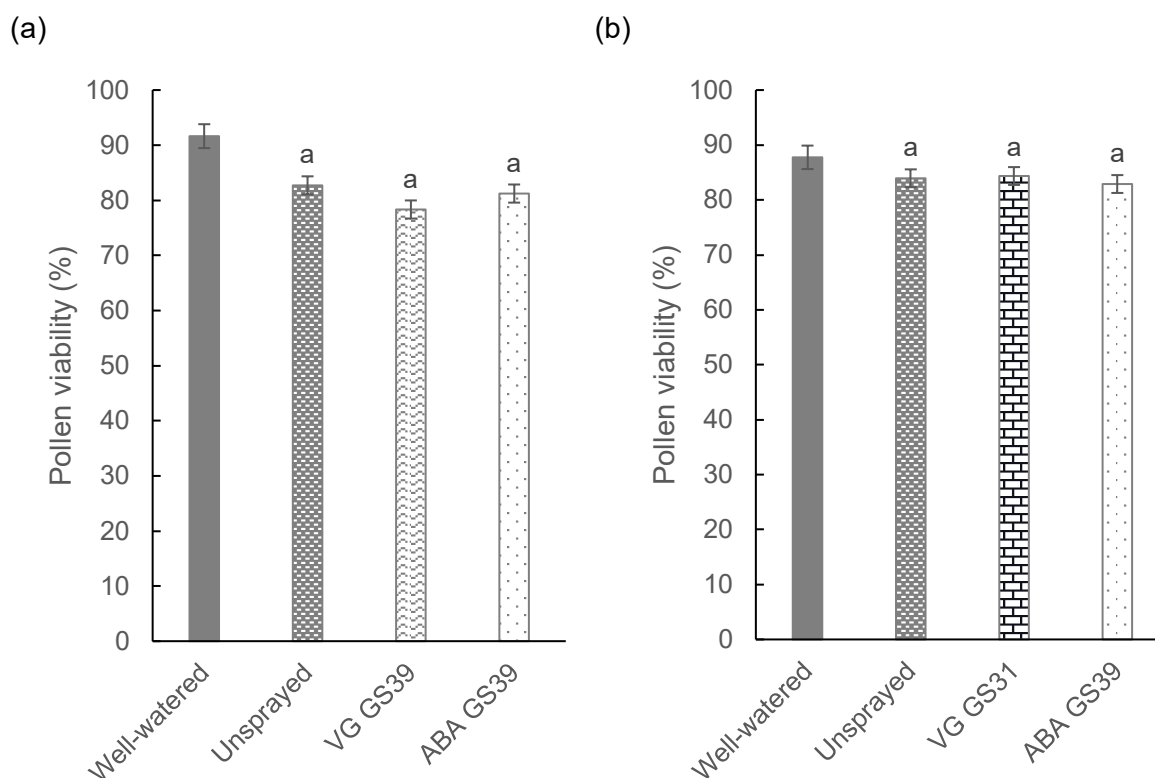 (a)
Pollen viability (%)
100
90
80
70
60
50
40
30
20
10
0
a
a
a
Well-watered
Unsprayed
VG GS39
ABA GS39
(b)
Pollen viability (%)
100
90
80
70
60
50
40
30
20
10
0
a
a
a
Well-watered
Unsprayed
VG GS31
ABA GS39